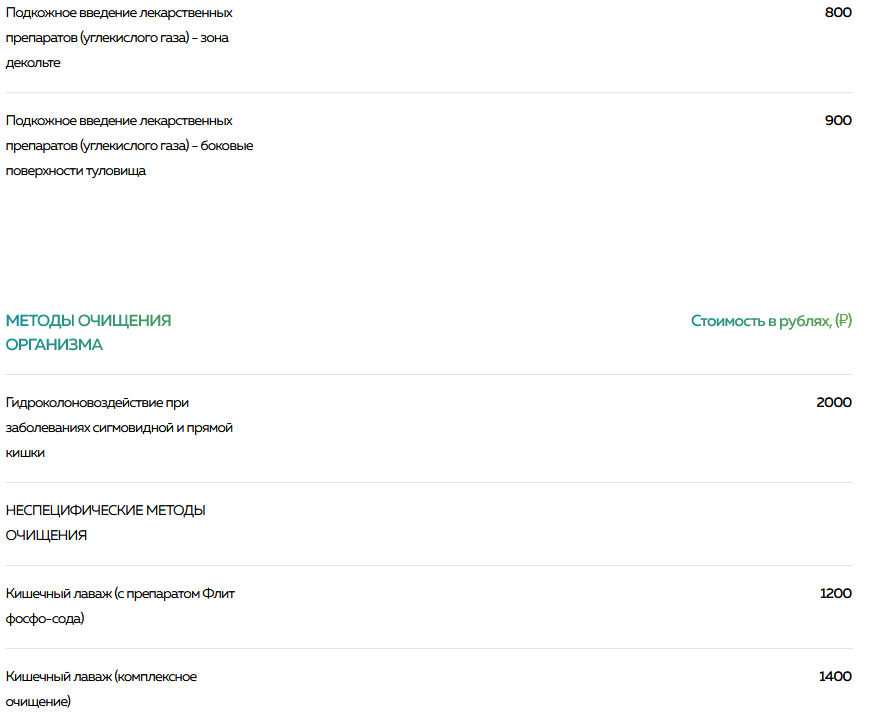 Подкожное введение лекарственных 800
препаратов (углекислого газа) - зона
декольте
Подкожное введение лекарственных 900
препаратов (углекислого газа) - боковые
поверхности туловища
МЕТОДЫ ОЧИЩЕНИЯ Стоимость в рублях, (₽)
ОРГАНИЗМА
Гидроколоновоздействие при 2000
заболеваниях сигмовидной и прямой
кишки
НЕСПЕЦИФИЧЕСКИЕ МЕТОДЫ
ОЧИЩЕНИЯ
Кишечный лаваж (с препаратом Флит 1200
фосфо-сода)
Кишечный лаваж (комплексное 1400
очищение)